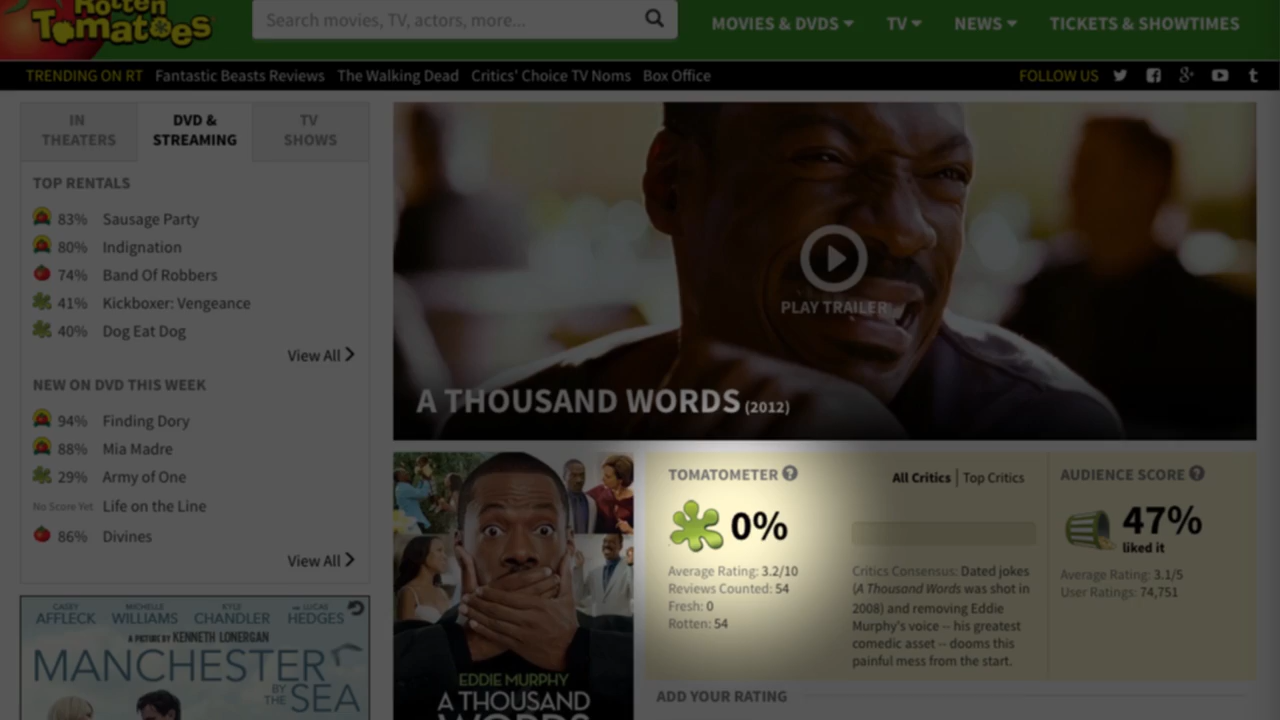 Rotten
Tomatoes
Search movies, TV, actors, more...
MOVIES & DVDS
TV
NEWS
TICKETS & SHOWTIMES
TRENDING ON RT
Fantastic Beasts Reviews
The Walking Dead
Critics' Choice TV Noms
Box Office
FOLLOW US
IN
THEATERS
DVD &
STREAMING
TV
SHOWS
TOP RENTALS
83% Sausage Party
80% Indignation
74% Band Of Robbers
41% Kickboxer: Vengeance
40% Dog Eat Dog
View All
NEW ON DVD THIS WEEK
94% Finding Dory
88% Mia Madre
29% Army of One
No Score Yet Life on the Line
86% Divines
View All
CASEY
AFFLECK
MICHELLE
WILLIAMS
KYLE
CHANDLER
AND LUCAS
HEDGES
A PICTURE BY KENNETH LONERGAN
MANCHESTER
BY THE SEA
PLAY TRAILER
A THOUSAND WORDS (2012)
EDDIE MURPHY
A THOUSAND
WORDS
TOMATOMETER ?
0%
Average Rating: 3.2/10
Reviews Counted: 54
Fresh: 0
Rotten: 54
All Critics | Top Critics
Critics Consensus: Dated jokes
(A Thousand Words was shot in
2008) and removing Eddie
Murphy's voice -- his greatest
comedic asset -- dooms this
painful mess from the start.
AUDIENCE SCORE ?
47%
liked it
Average Rating: 3.1/5
User Ratings: 74,751
ADD YOUR RATING